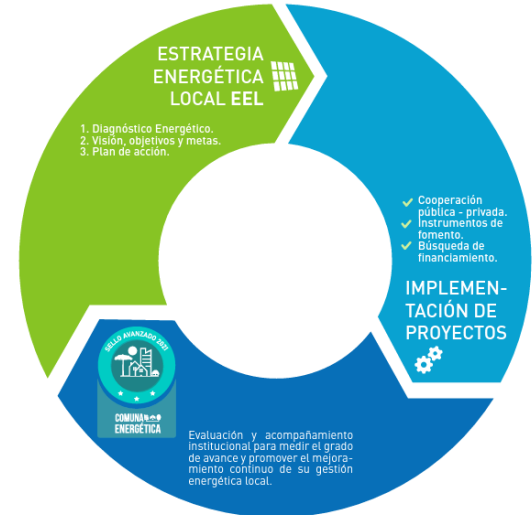 ESTRATEGIA
ENERGÉTICA
LOCAL EEL
1. Diagnóstico Energético.
2. Visión, objetivos y metas.
3. Plan de acción.
Cooperación
pública - privada.
Instrumentos de
fomento.
Búsqueda de
financiamiento.
IMPLEMEN-
TACIÓN DE
PROYECTOS
SELLO AVANZADO 2021
COMUNA
ENERGÉTICA
Evaluación y acompañamiento
institucional para medir el grado
de avance y promover el mejora-
miento continuo de su gestión
energética local.